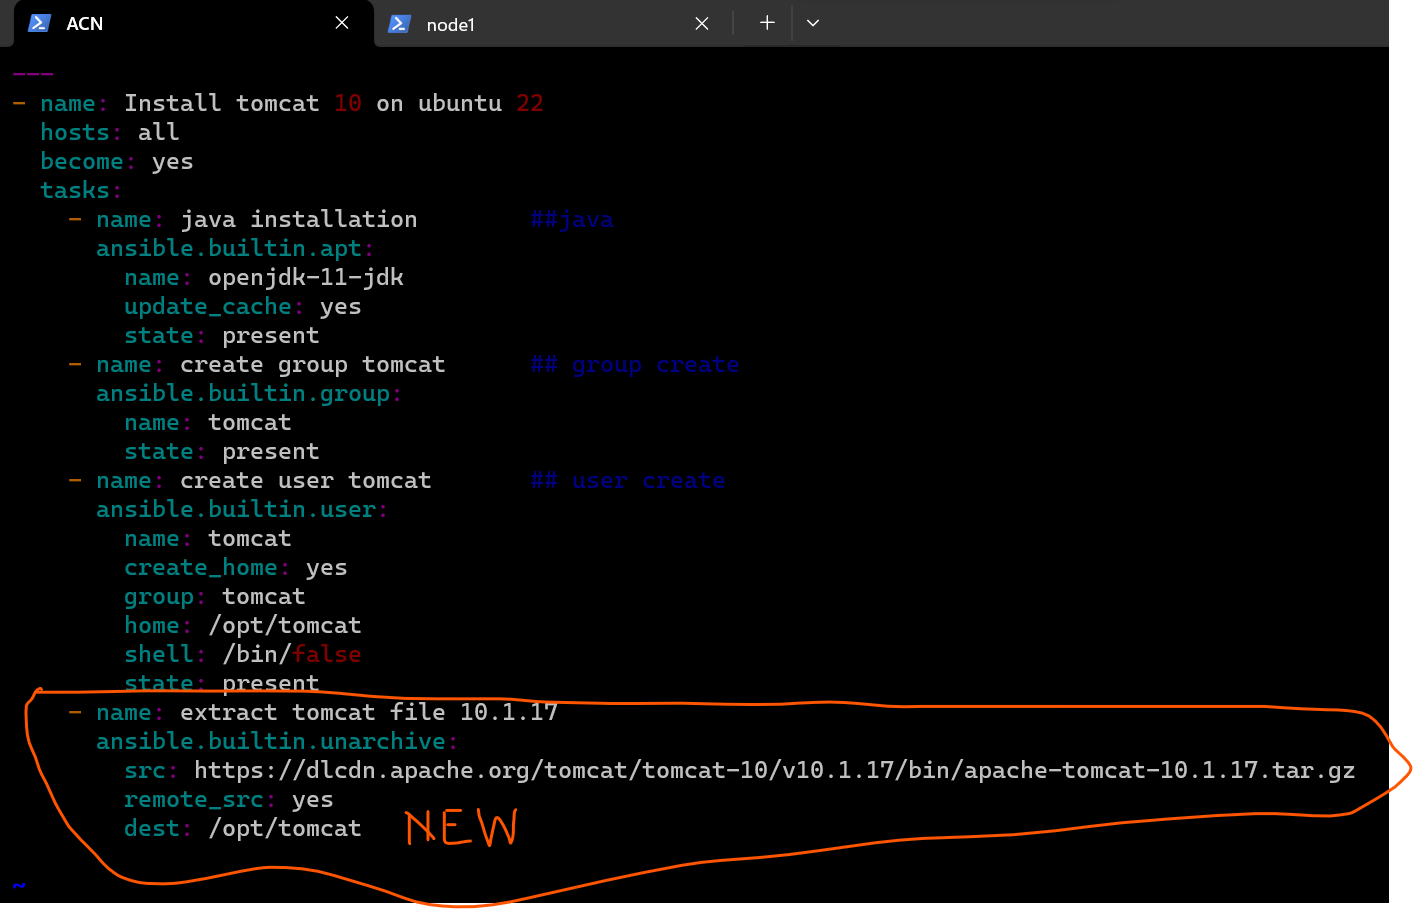 ACN
node1
---
- name: Install tomcat 10 on ubuntu 22
  hosts: all
  become: yes
  tasks:
    - name: java installation        ##java
      ansible.builtin.apt:
        name: openjdk-11-jdk
        update_cache: yes
        state: present
    - name: create group tomcat      ## group create
      ansible.builtin.group:
        name: tomcat
        state: present
    - name: create user tomcat       ## user create
      ansible.builtin.user:
        name: tomcat
        create_home: yes
        group: tomcat
        home: /opt/tomcat
        shell: /bin/false
        state: present
    - name: extract tomcat file 10.1.17
      ansible.builtin.unarchive:
        src: https://dlcdn.apache.org/tomcat/tomcat-10/v10.1.17/bin/apache-tomcat-10.1.17.tar.gz
        remote_src: yes
        dest: /opt/tomcat
NEW
~